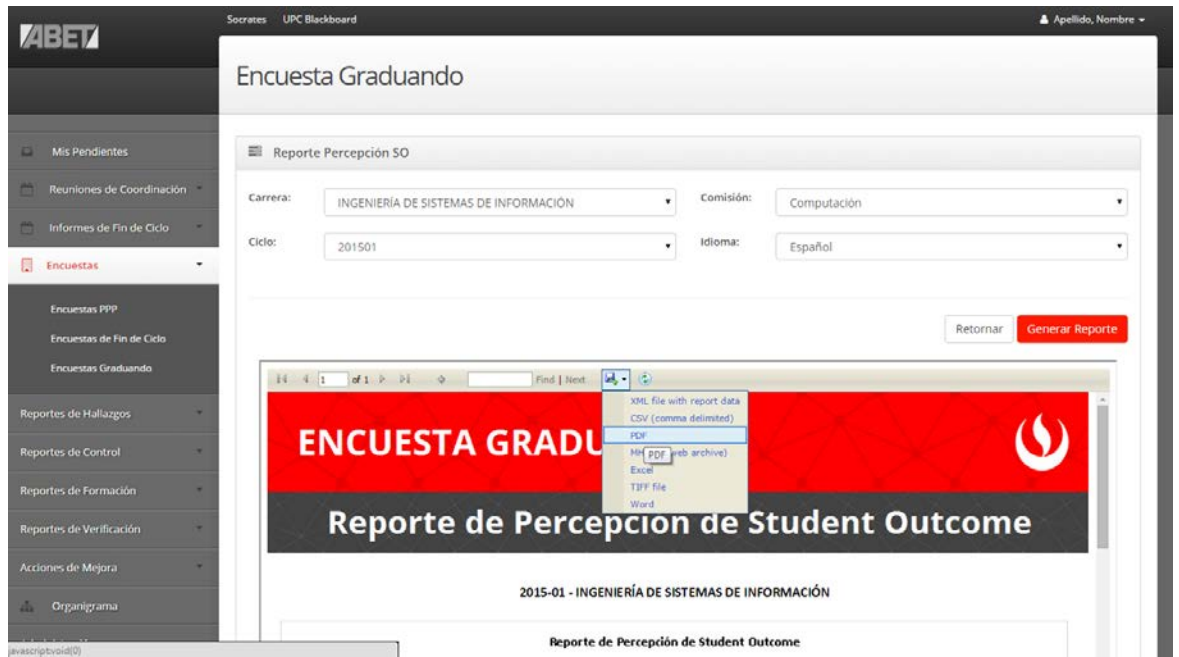 ABET
Socrates UPC Blackboard
Apellido, Nombre
Encuesta Graduando
Mis Pendientes
Reuniones de Coordinación
Informes de Fin de Ciclo
Encuestas
Encuestas PPP
Encuestas de Fin de Ciclo
Encuestas Graduando
Reportes de Hallazgos
Reportes de Control
Reportes de Formación
Reportes de Verificación
Acciones de Mejora
Organigrama
javascript:void(0)
Reporte Percepción SO
Carrera: INGENIERÍA DE SISTEMAS DE INFORMACIÓN Comisión: Computación
Ciclo: 201501 Idioma: Español
Retornar Generar Reporte
1 of 1 Find | Next
XML file with report data
CSV (comma delimited)
PDF
MH PDF web archive)
Excel
TIFF file
Word
ENCUESTA GRADU
Reporte de Percepción de Student Outcome
2015-01 - INGENIERÍA DE SISTEMAS DE INFORMACIÓN
Reporte de Percepción de Student Outcome